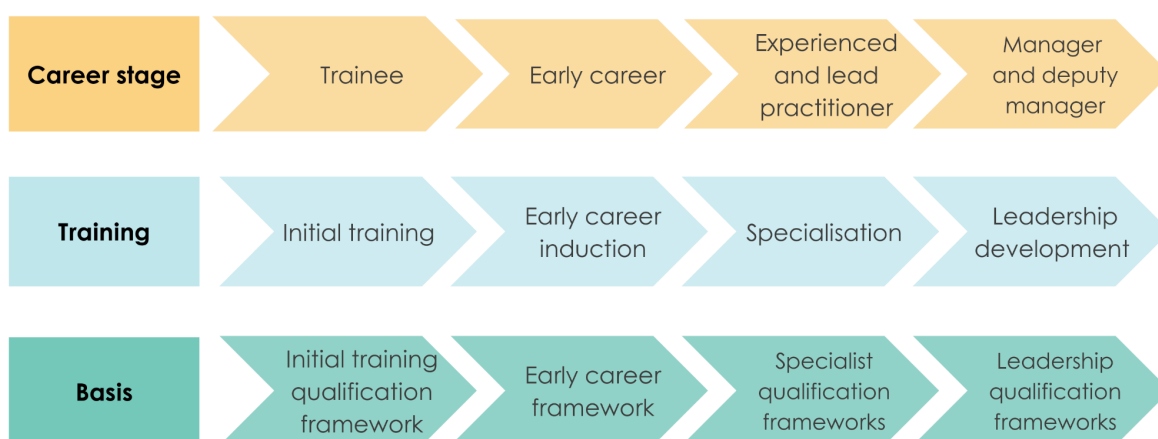 Career stage
Trainee
Early career
Experienced
and lead
practitioner
Manager
and deputy
manager
Training
Initial training
Early career
induction
Specialisation
Leadership
development
Basis
Initial training
qualification
framework
Early career
framework
Specialist
qualification
frameworks
Leadership
qualification
frameworks